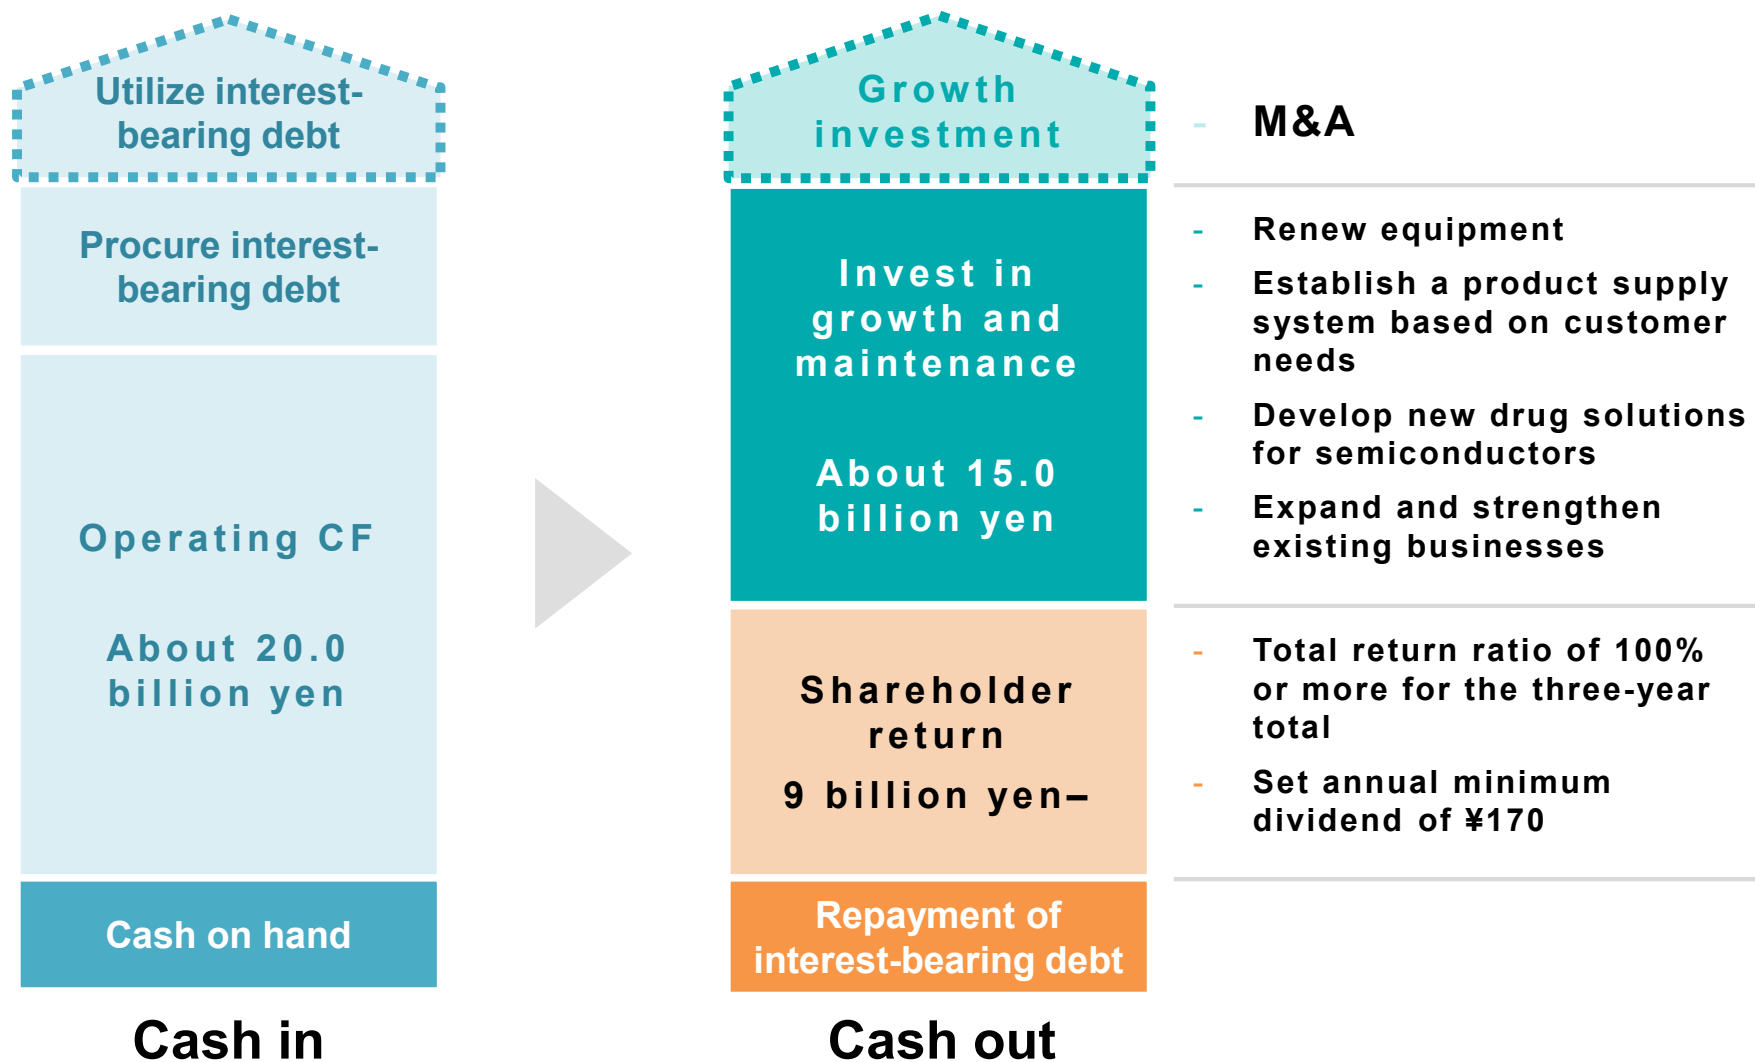 Utilize interest-
bearing debt
Procure interest-
bearing debt
Operating CF
About 20.0
billion yen
Cash on hand
Cash in
Growth
investment
Invest in
growth and
maintenance
About 15.0
billion yen
Shareholder
return
9 billion yen–
Repayment of
interest-bearing debt
Cash out
- M&A
- Renew equipment
- Establish a product supply
system based on customer
needs
- Develop new drug solutions
for semiconductors
- Expand and strengthen
existing businesses
- Total return ratio of 100%
or more for the three-year
total
- Set annual minimum
dividend of ¥170